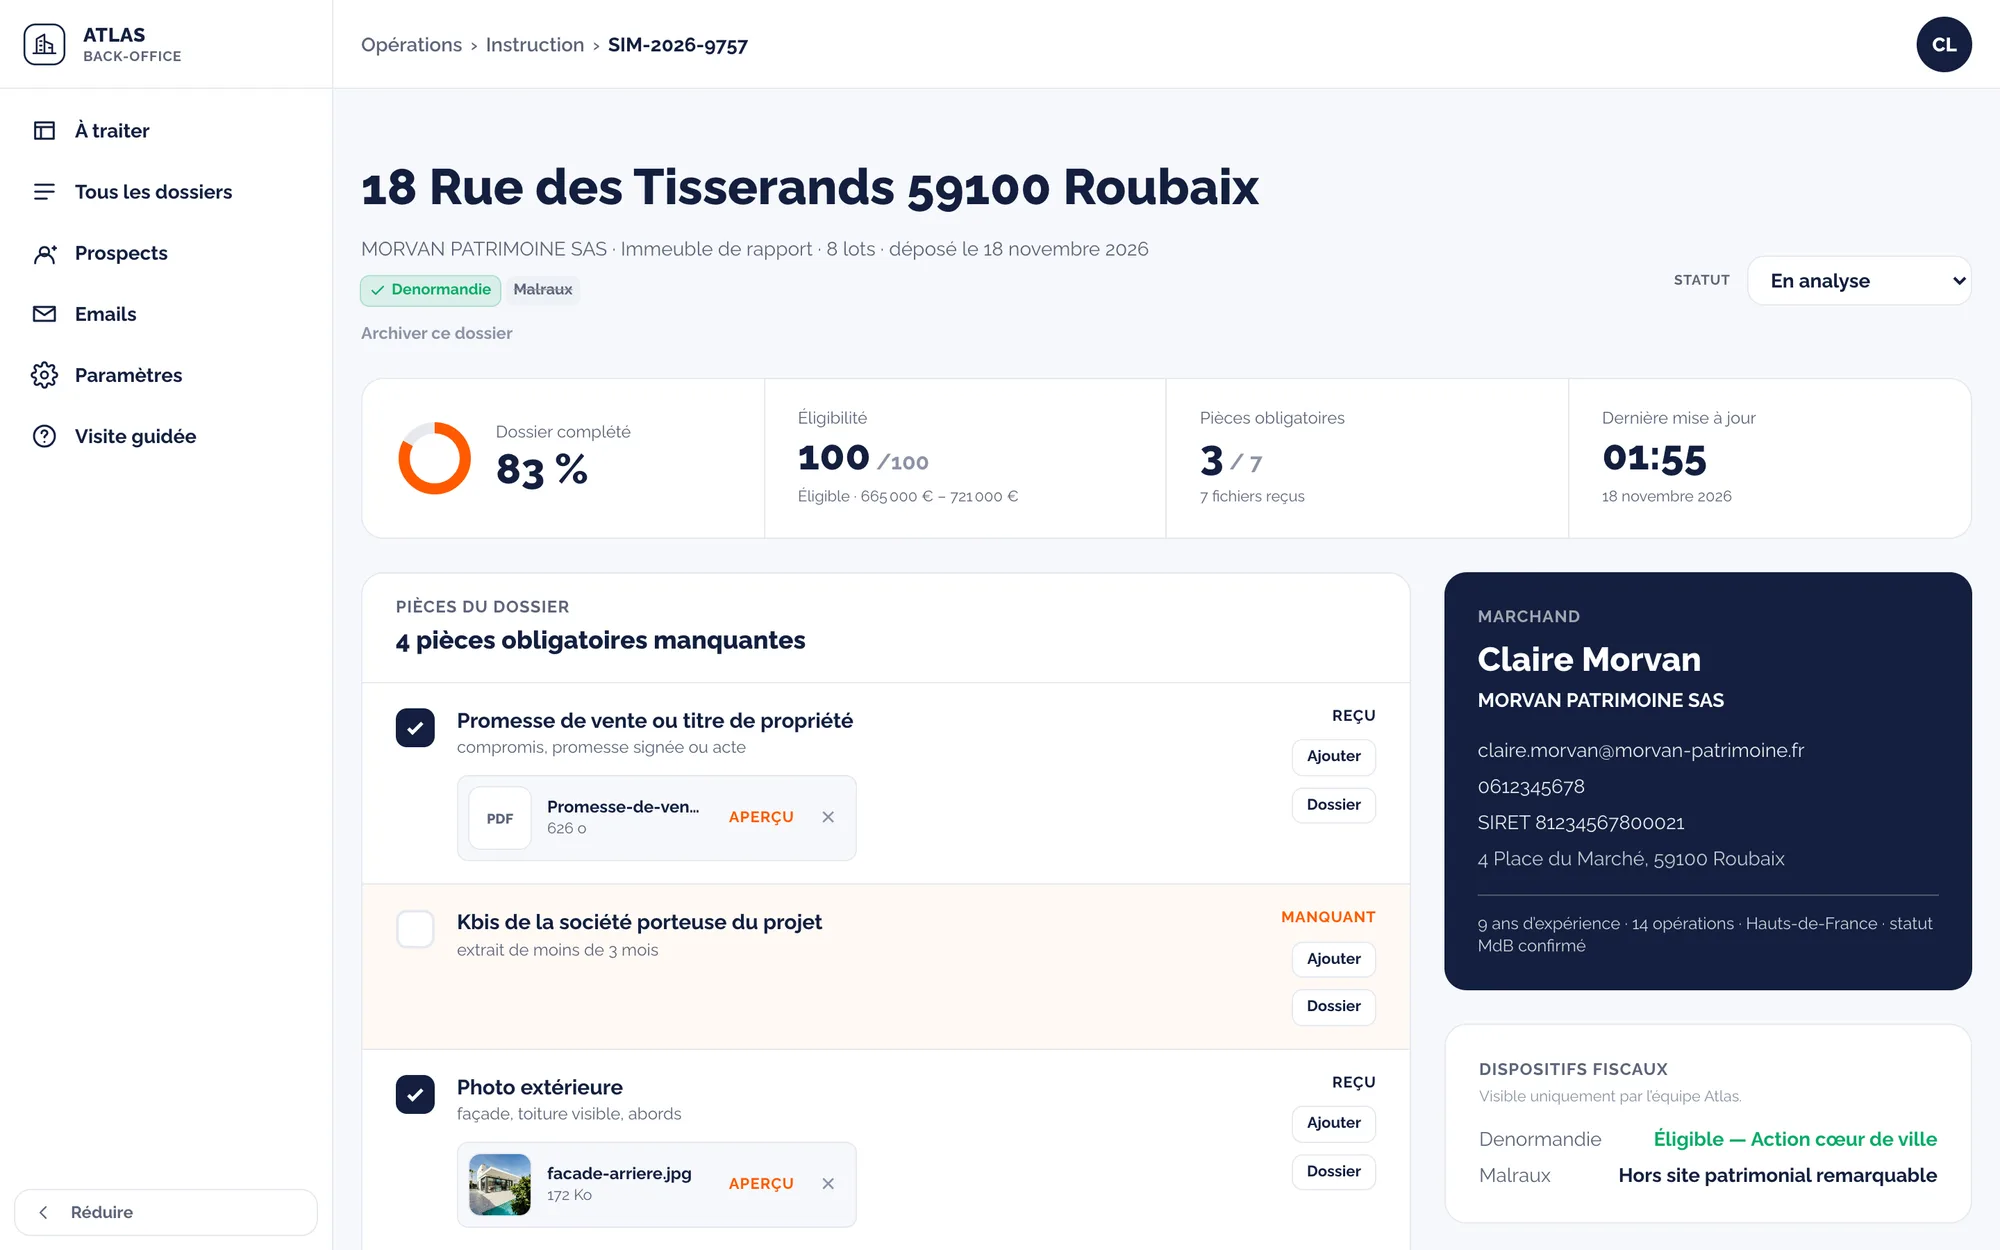 ATLAS
BACK-OFFICE
Opérations › Instruction › SIM-2026-9757
CL
À traiter
Tous les dossiers
Prospects
Emails
Paramètres
Visite guidée
Réduire
18 Rue des Tisserands 59100 Roubaix
MORVAN PATRIMOINE SAS · Immeuble de rapport · 8 lots · déposé le 18 novembre 2026
Denormandie
Malraux
Archiver ce dossier
STATUT
En analyse
Dossier complété
83 %
Éligibilité
100 /100
Éligible · 665 000 € – 721 000 €
Pièces obligatoires
3 / 7
7 fichiers reçus
Dernière mise à jour
01:55
18 novembre 2026
PIÈCES DU DOSSIER
4 pièces obligatoires manquantes
Promesse de vente ou titre de propriété
compromis, promesse signée ou acte
PDF
Promesse-de-ven...
626 o
APERÇU
REÇU
Ajouter
Dossier
Kbis de la société porteuse du projet
extrait de moins de 3 mois
MANQUANT
Ajouter
Dossier
Photo extérieure
façade, toiture visible, abords
facade-arriere.jpg
172 Ko
APERÇU
REÇU
Ajouter
Dossier
MARCHAND
Claire Morvan
MORVAN PATRIMOINE SAS
claire.morvan@morvan-patrimoine.fr
0612345678
SIRET 81234567800021
4 Place du Marché, 59100 Roubaix
9 ans d'expérience · 14 opérations · Hauts-de-France · statut
MdB confirmé
DISPOSITIFS FISCAUX
Visible uniquement par l'équipe Atlas.
Denormandie Éligible — Action cœur de ville
Malraux Hors site patrimonial remarquable